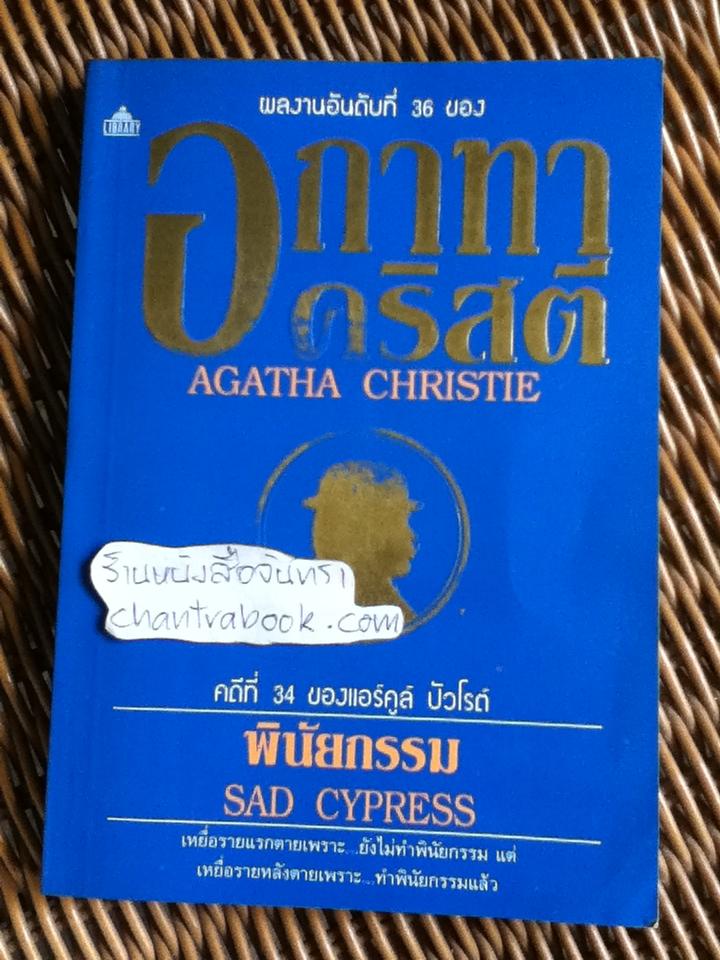 ผลงานอันดับที่ 36 ของ
LIBRARY
อกาทา
คริสตี
AGATHA CHRISTIE
ร้านหนังสือจันทรา
chantrabook.com
คดีที่ 34 ของแอร์คูล์ ปัวโรต์
พินัยกรรม
SAD CYPRESS
เหยื่อรายแรกตายเพราะ...ยังไม่ทำพินัยกรรม แต่
เหยื่อรายหลังตายเพราะ...ทำพินัยกรรมแล้ว